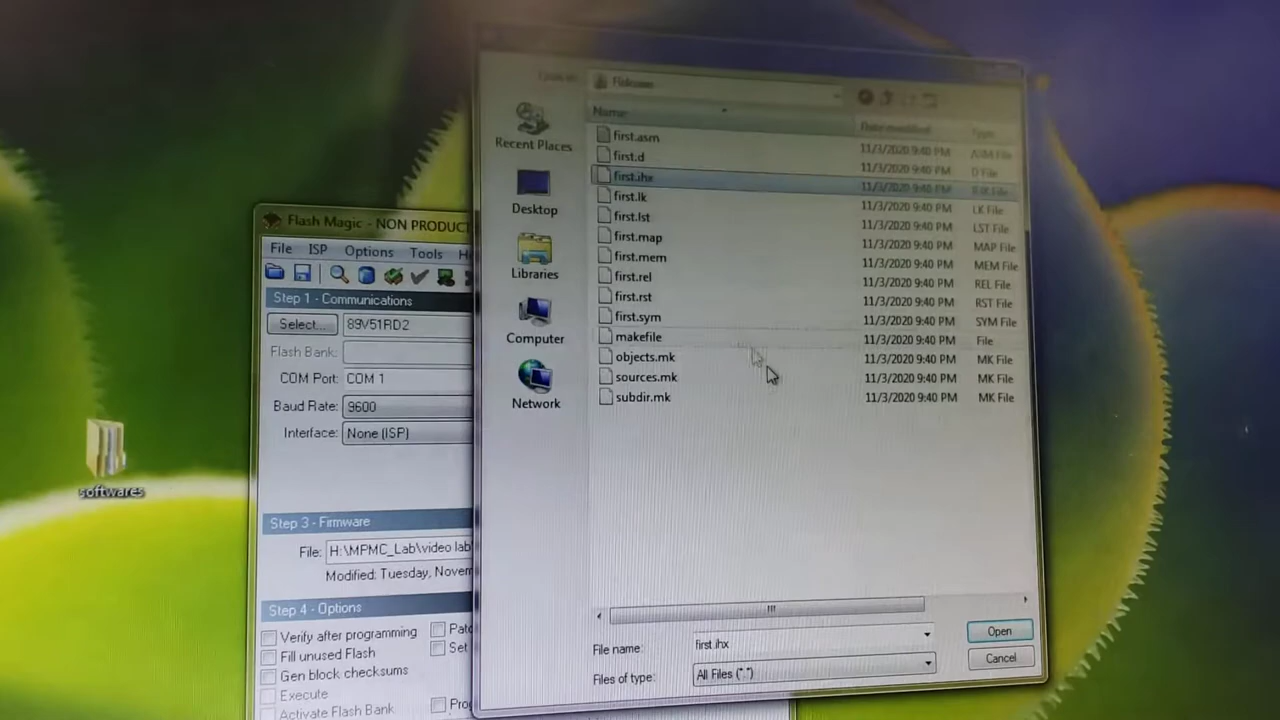 Recent Places
Desktop
Libraries
Computer
Network
Name
Date modified
Type
first.asm 11/3/2020 9:40 PM ASM File
first.d 11/3/2020 9:40 PM D File
first.ihx 11/3/2020 9:40 PM IHX File
first.lk 11/3/2020 9:40 PM LK File
first.lst 11/3/2020 9:40 PM LST File
first.map 11/3/2020 9:40 PM MAP File
first.mem 11/3/2020 9:40 PM MEM File
first.rel 11/3/2020 9:40 PM REL File
first.rst 11/3/2020 9:40 PM RST File
first.sym 11/3/2020 9:40 PM SYM File
makefile 11/3/2020 9:40 PM File
objects.mk 11/3/2020 9:40 PM MK File
sources.mk 11/3/2020 9:40 PM MK File
subdir.mk 11/3/2020 9:40 PM MK File
File name: first.ihx
Open
Files of type: All Files (*.*)
Cancel
Flash Magic - NON PRODUCT
File ISP Options Tools H
Step 1 - Communications
Select... 89V51RD2
Flash Bank:
COM Port: COM 1
Baud Rate: 9600
Interface: None (ISP)
Step 3 - Firmware
File: H:\MPMC_Lab\video lab
Modified: Tuesday, Novem
Step 4 - Options
Verify after programming
Fill unused Flash Set
Gen block checksums
Execute
Activate Flash Bank
softwares